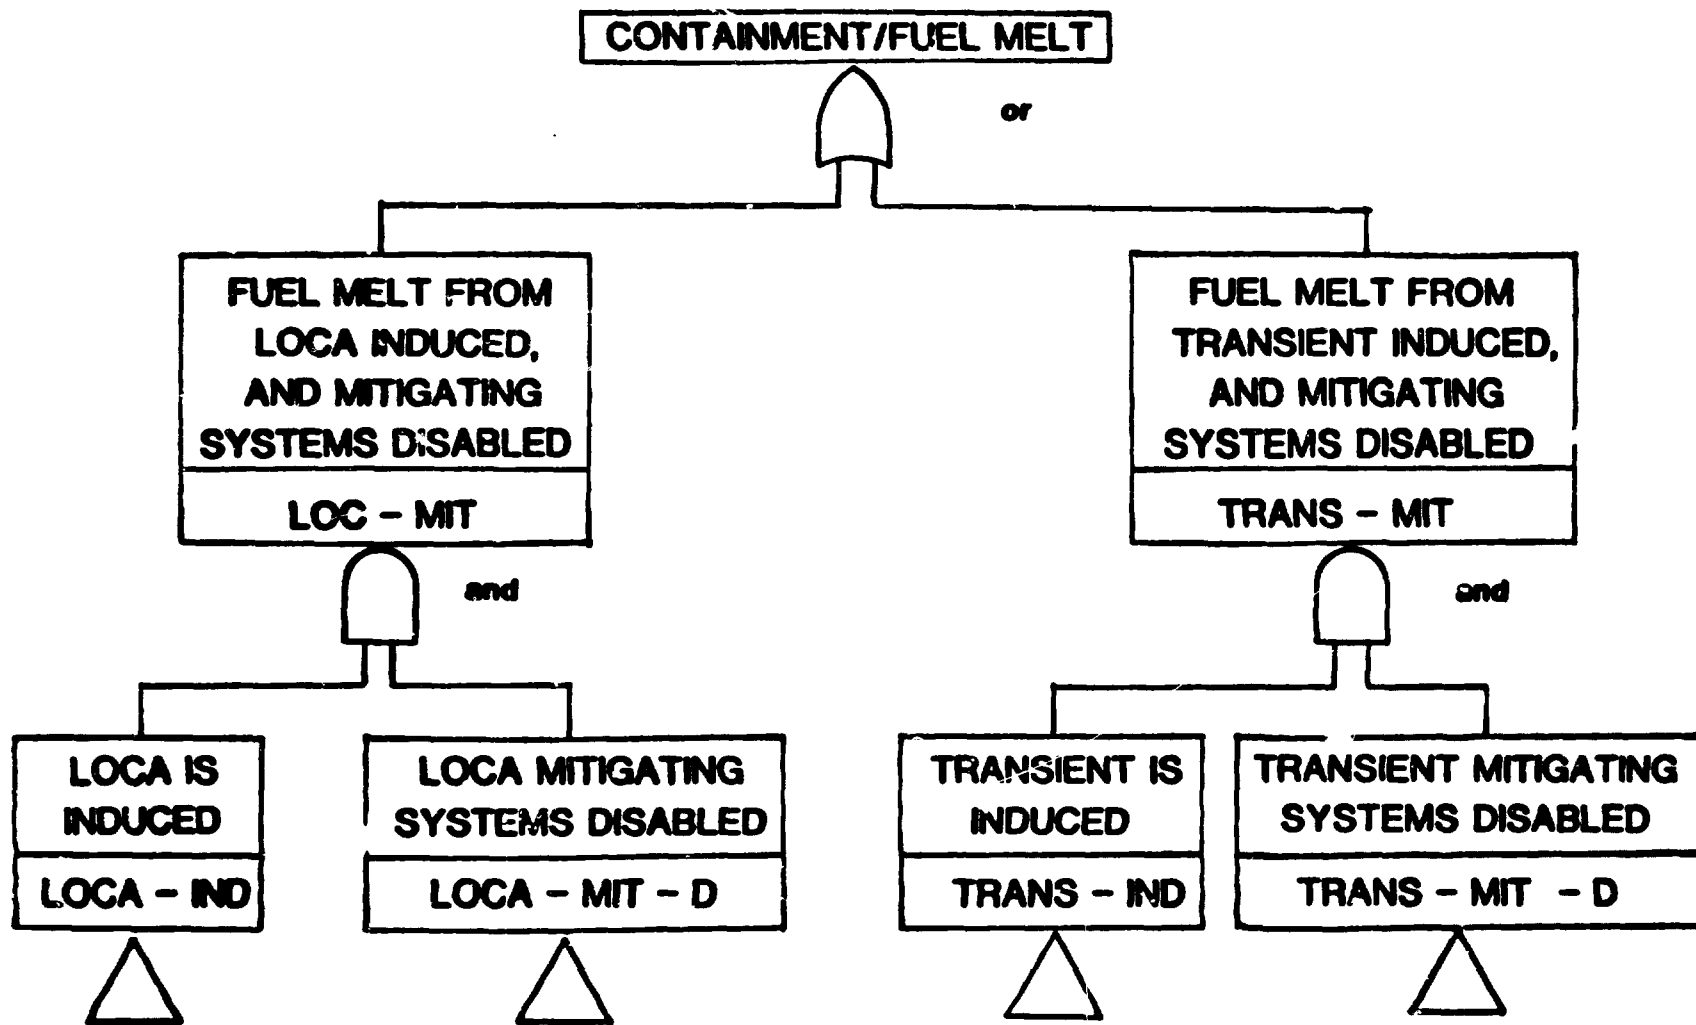 CONTAINMENT/FUEL MELT
or
FUEL MELT FROM
LOCA INDUCED,
AND MITIGATING
SYSTEMS DISABLED
LOC - MIT
and
FUEL MELT FROM
TRANSIENT INDUCED,
AND MITIGATING
SYSTEMS DISABLED
TRANS - MIT
and
LOCA IS
INDUCED
LOCA - IND
LOCA MITIGATING
SYSTEMS DISABLED
LOCA - MIT - D
TRANSIENT IS
INDUCED
TRANS - IND
TRANSIENT MITIGATING
SYSTEMS DISABLED
TRANS - MIT - D